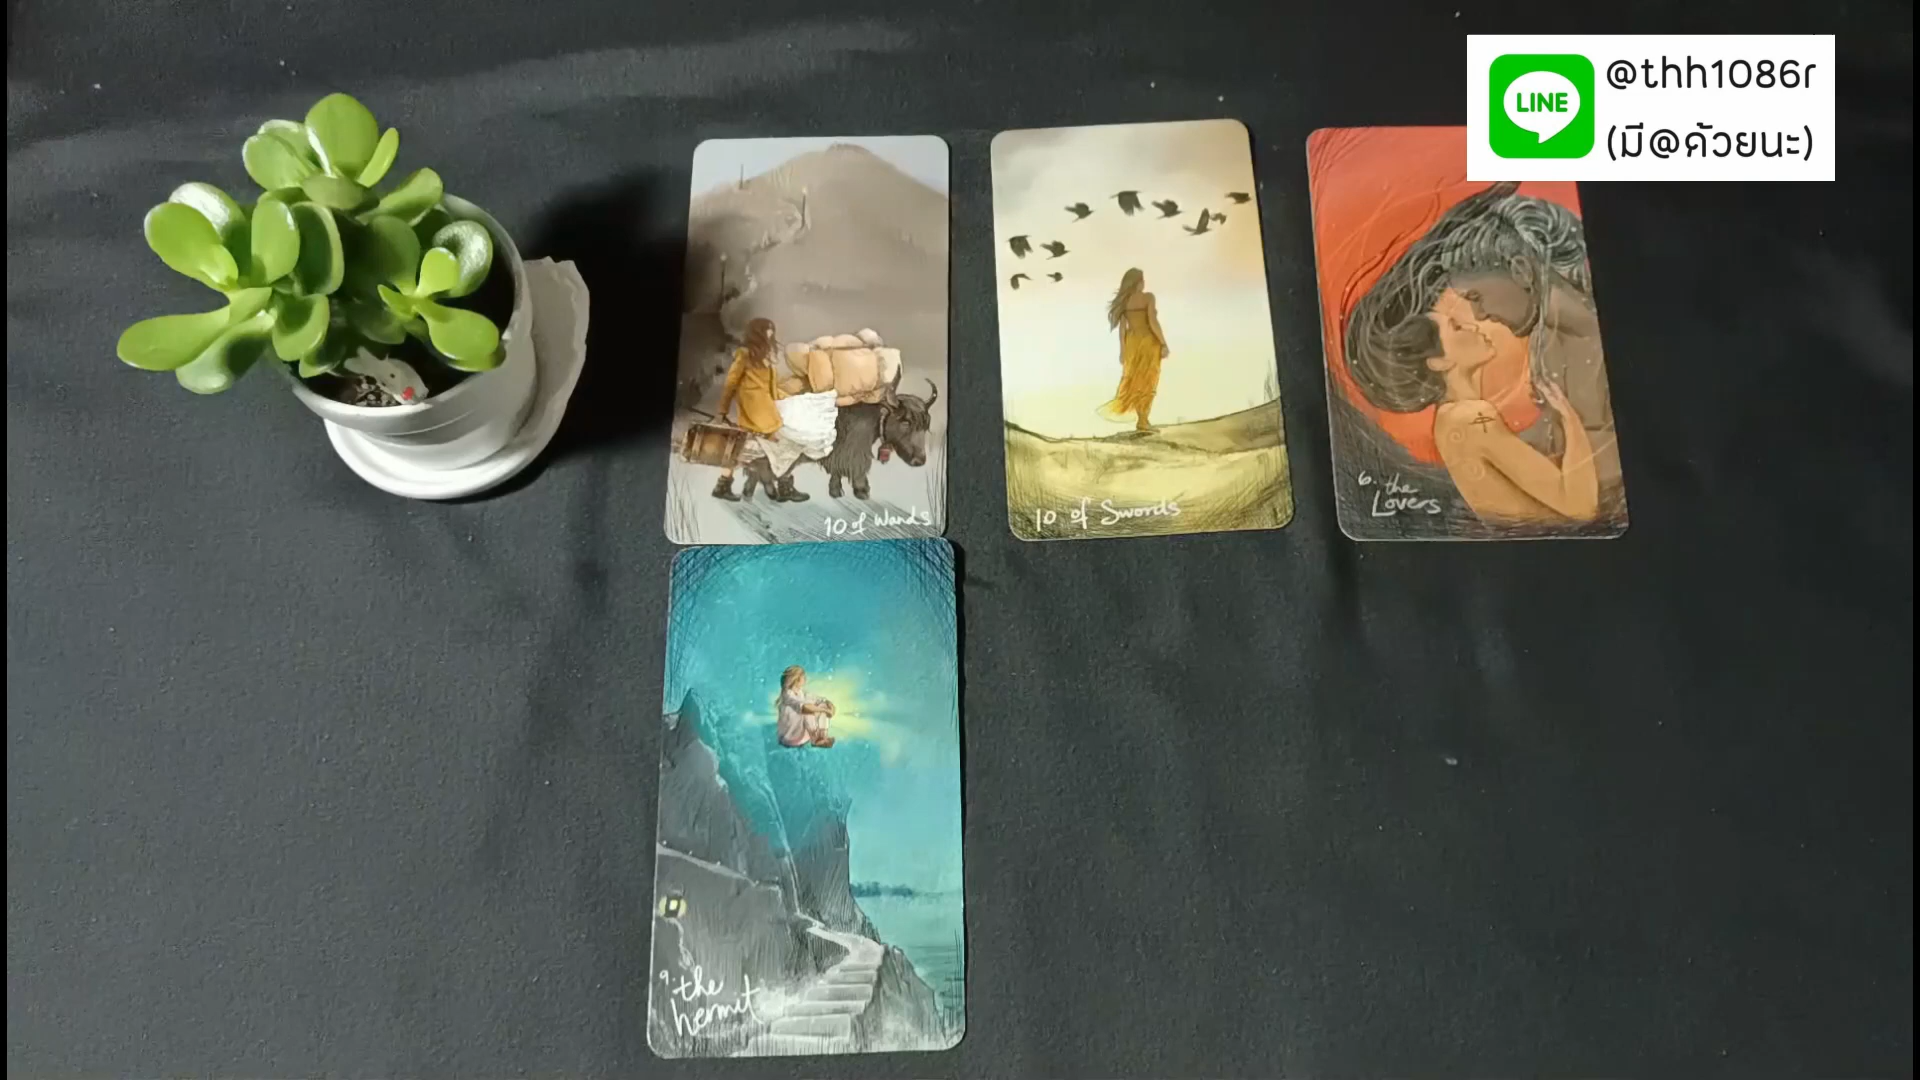 LINE
@thh1086r
(มี@ด้วยนะ)
10 of Wands
10 of Swords
6. the
Lovers
9. the
hermit